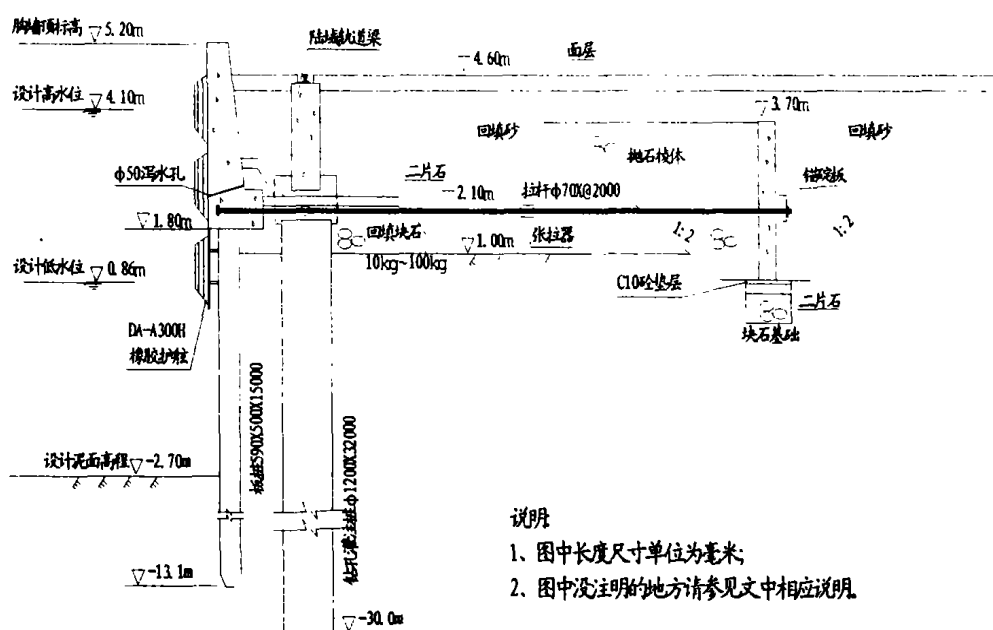 胸墙顶标高 5.20m
陆域轨道梁
4.60m 面层
设计高水位 4.10m
3.70m
回填砂
回填砂
抛石棱体
φ50泻水孔
二片石
2.10m 拉杆φ70X@2000
锚碇板
1.80m
回填块石
10kg~100kg
1.00m 张拉器
1:2
1:2
设计低水位 0.86m
C10砼垫层
二片石
块石基础
DA-A300H
橡胶护舷
板桩590X500X15000
钻孔灌注桩φ1200X32000
设计泥面高程 -2.70m
-13.1m
-30.0m
说明:
1、图中长度尺寸单位为毫米;
2、图中没注明的地方请参见文中相应说明。